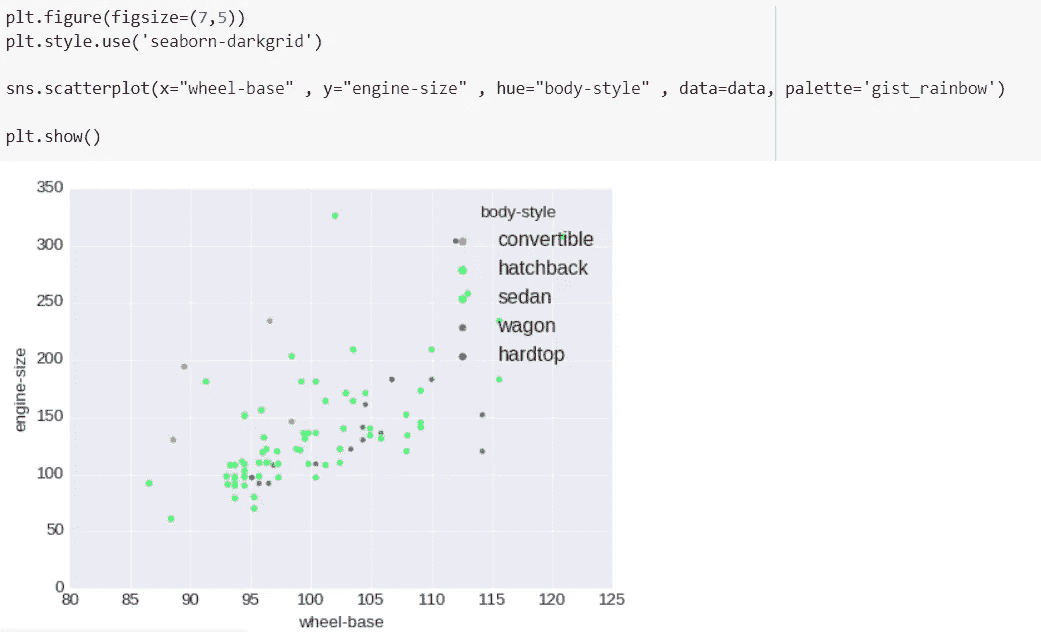 plt.figure(figsize=(7,5))
plt.style.use('seaborn-darkgrid')
sns.scatterplot(x="wheel-base" , y="engine-size" , hue="body-style" , data=data, palette='gist_rainbow')
plt.show()
350
300
250
200
150
100
50
0
engine-size
body-style
convertible
hatchback
sedan
wagon
hardtop
80 85 90 95 100 105 110 115 120 125
wheel-base